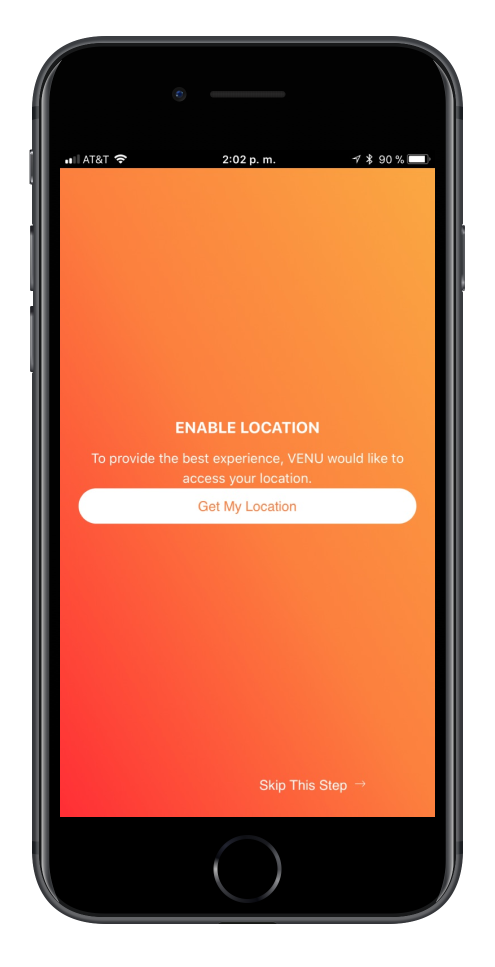 AT&T 2:02 p. m. 90 %
ENABLE LOCATION
To provide the best experience, VENU would like to
access your location.
Get My Location
Skip This Step →